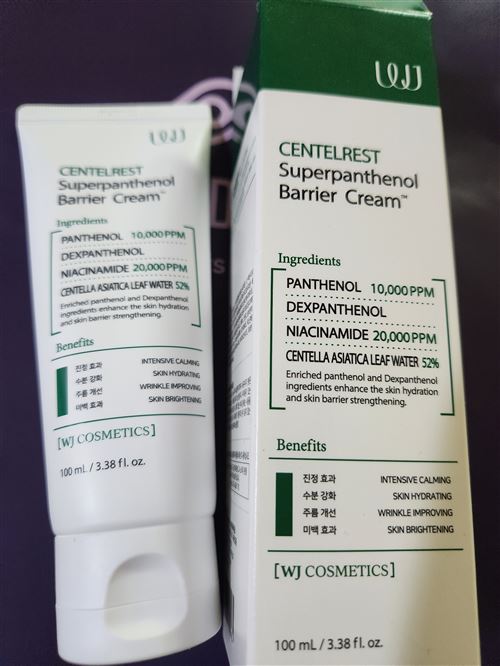 WJ
CENTELREST
Superpanthenol
Barrier Cream™
Ingredients
PANTHENOL 10,000 PPM
DEXPANTHENOL
NIACINAMIDE 20,000 PPM
CENTELLA ASIATICA LEAF WATER 52%
Enriched panthenol and Dexpanthenol
ingredients enhance the skin hydration
and skin barrier strengthening.
Benefits
진정 효과 INTENSIVE CALMING
수분 강화 SKIN HYDRATING
주름 개선 WRINKLE IMPROVING
미백 효과 SKIN BRIGHTENING
[WJ COSMETICS]
100 mL / 3.38 fl. oz.
WJ
CENTELREST
Superpanthenol
Barrier Cream™
Ingredients
PANTHENOL 10,000 PPM
DEXPANTHENOL
NIACINAMIDE 20,000 PPM
CENTELLA ASIATICA LEAF WATER 52%
Enriched panthenol and Dexpanthenol
ingredients enhance the skin hydration
and skin barrier strengthening.
Benefits
진정 효과 INTENSIVE CALMING
수분 강화 SKIN HYDRATING
주름 개선 WRINKLE IMPROVING
미백 효과 SKIN BRIGHTENING
[WJ COSMETICS]
100 mL / 3.38 fl. oz.